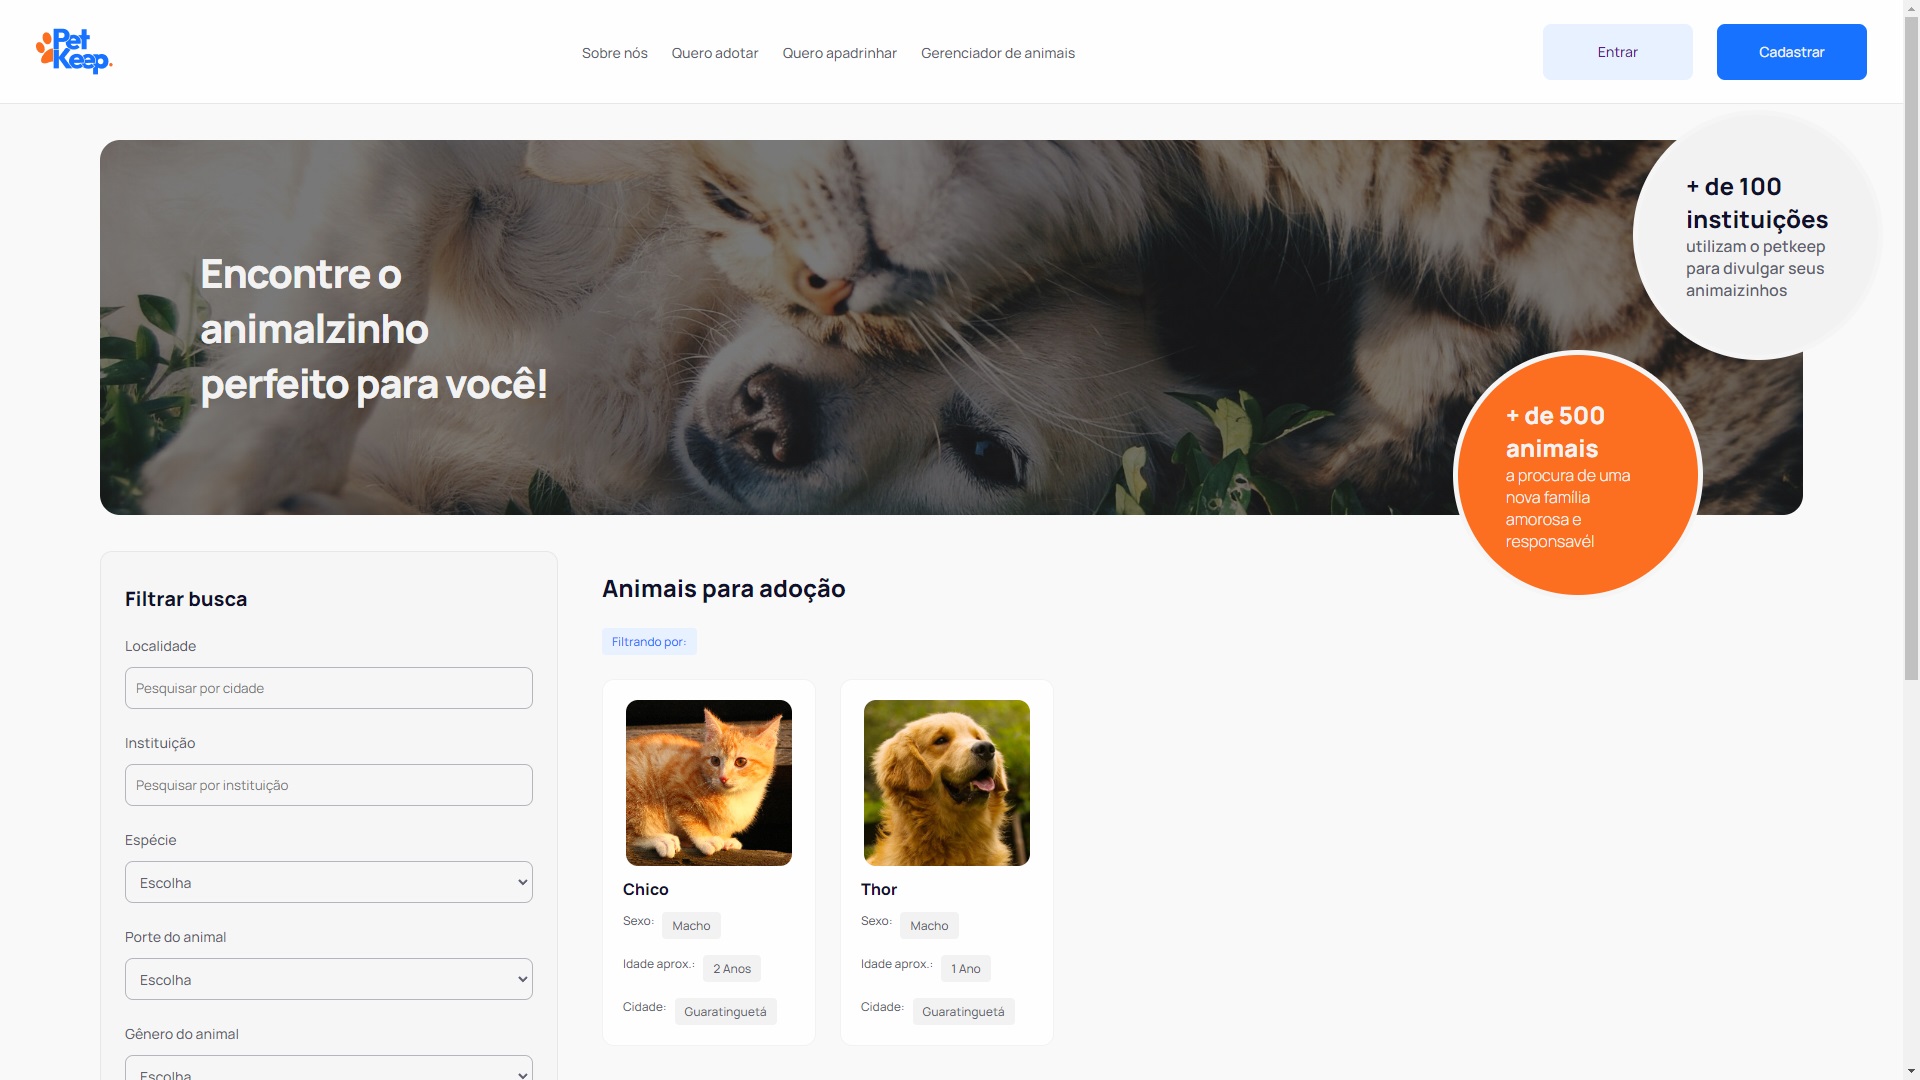 Pet
Keep.
Sobre nós
Quero adotar
Quero apadrinhar
Gerenciador de animais
Entrar
Cadastrar
Encontre o
animalzinho
perfeito para você!
+ de 100
instituições
utilizam o petkeep
para divulgar seus
animaizinhos
+ de 500
animais
a procura de uma
nova família
amorosa e
responsavél
Filtrar busca
Localidade
Pesquisar por cidade
Instituição
Pesquisar por instituição
Espécie
Escolha
Porte do animal
Escolha
Gênero do animal
Escolha
Animais para adoção
Filtrando por:
Chico
Sexo: Macho
Idade aprox.: 2 Anos
Cidade: Guaratinguetá
Thor
Sexo: Macho
Idade aprox.: 1 Ano
Cidade: Guaratinguetá